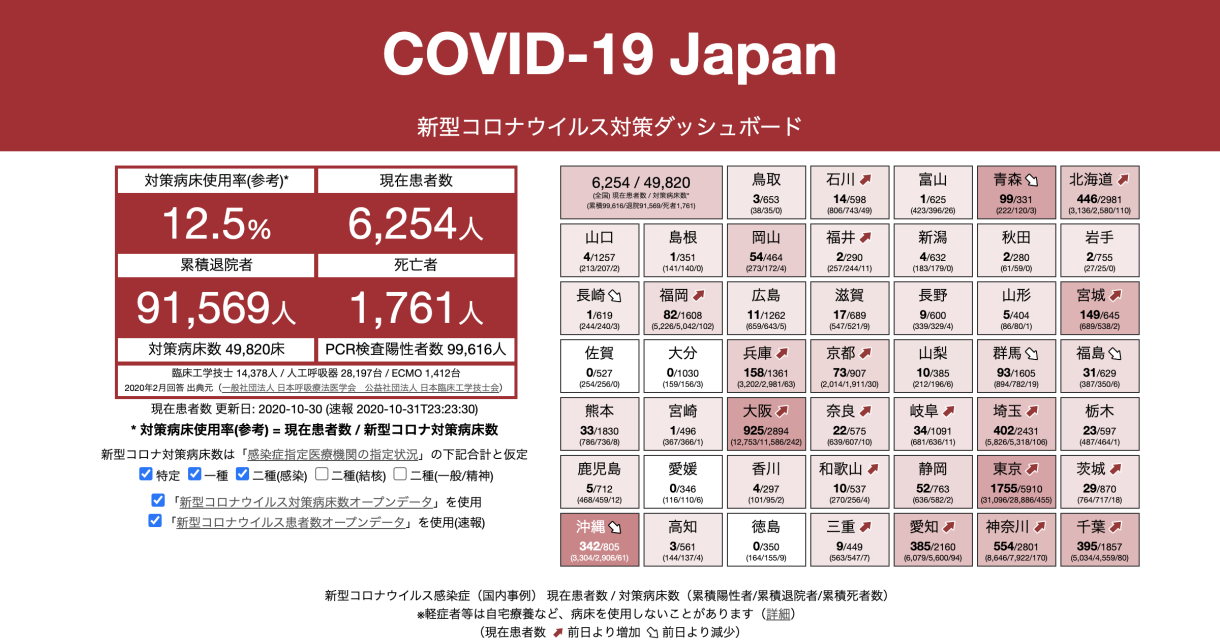 COVID-19 Japan
新型コロナウイルス対策ダッシュボード
対策病床使用率(参考)*
現在患者数
12.5%
6,254人
累積退院者
死亡者
91,569人
1,761人
対策病床数 49,820床
PCR検査陽性者数 99,616人
臨床工学技士 14,378人 / 人工呼吸器 28,197台 / ECMO 1,412台
2020年2月回答 出典元（一般社団法人 日本呼吸療法医学会　公益社団法人 日本臨床工学技士会）
現在患者数 更新日: 2020-10-30 (速報 2020-10-31T23:23:30)
* 対策病床使用率(参考) = 現在患者数 / 新型コロナ対策病床数
新型コロナウイルス対策病床数は「感染症指定医療機関の指定状況」の下記合計と仮定
特定 一種 二種(感染) 二種(結核) 二種(一般/精神)
「新型コロナウイルス対策病床数オープンデータ」を使用
「新型コロナウイルス患者数オープンデータ」を使用(速報)
6,254 / 49,820
(全国) 現在患者数 / 対策病床数*
(累積99,616/退院91,569/死者1,761)
鳥取
3/653
(38/35/0)
石川
14/598
(806/743/49)
富山
1/625
(423/396/26)
青森
99/331
(222/120/3)
北海道
446/2981
(3,136/2,580/110)
山口
4/1257
(213/207/2)
島根
1/351
(141/140/0)
岡山
54/464
(273/172/4)
福井
2/290
(257/244/11)
新潟
4/632
(183/179/0)
秋田
2/280
(61/59/0)
岩手
2/755
(27/25/0)
長崎
1/619
(244/240/3)
福岡
82/1608
(5,226/5,042/102)
広島
11/1262
(659/643/5)
滋賀
17/689
(547/521/9)
長野
9/600
(339/329/4)
山形
5/404
(86/80/1)
宮城
149/645
(689/538/2)
佐賀
0/527
(254/256/0)
大分
0/1030
(159/156/3)
兵庫
158/1361
(3,202/2,981/63)
京都
73/907
(2,014/1,911/30)
山梨
10/385
(212/196/6)
群馬
93/1605
(894/782/19)
福島
31/629
(387/350/6)
熊本
33/1830
(786/736/8)
宮崎
1/496
(367/366/1)
大阪
925/2894
(12,753/11,586/242)
奈良
22/575
(639/607/10)
岐阜
34/1091
(681/636/11)
埼玉
402/2431
(5,826/5,318/106)
栃木
23/597
(487/464/1)
鹿児島
5/712
(468/459/12)
愛媛
0/346
(116/110/6)
香川
4/297
(101/95/2)
和歌山
10/537
(270/256/4)
静岡
52/763
(636/582/2)
東京
1755/5910
(31,096/28,886/455)
茨城
29/870
(764/717/18)
沖縄
342/805
(3,304/2,906/61)
高知
3/561
(144/137/4)
徳島
0/350
(164/155/9)
三重
9/449
(563/547/7)
愛知
385/2160
(6,079/5,600/94)
神奈川
554/2801
(8,646/7,922/170)
千葉
395/1857
(5,034/4,559/80)
新型コロナウイルス感染症（国内事例） 現在患者数 / 対策病床数（累積陽性者/累積退院者/累積死者数）
※軽症者等は自宅療養など、病床を使用しないことがあります（詳細）
（現在患者数 前日より増加 前日より減少）